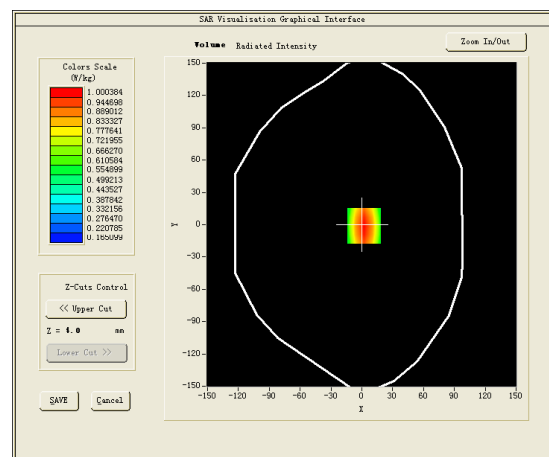 SAR Visualisation Graphical Interface
Volume Radiated Intensity
Zoom In/Out
Colors Scale
(W/kg)
1.000384
0.944698
0.889012
0.833327
0.777641
0.721955
0.666270
0.610584
0.554899
0.499213
0.443527
0.387842
0.332156
0.276470
0.220785
0.165099
Z-Cuts Control
<< Upper Cut
Z = 4.0 mm
Lower Cut >>
SAVE Cancel
150
120
90
60
30
0
-30
-60
-90
-120
-150
Y
-150 -120 -90 -60 -30 0 30 60 90 120 150
X